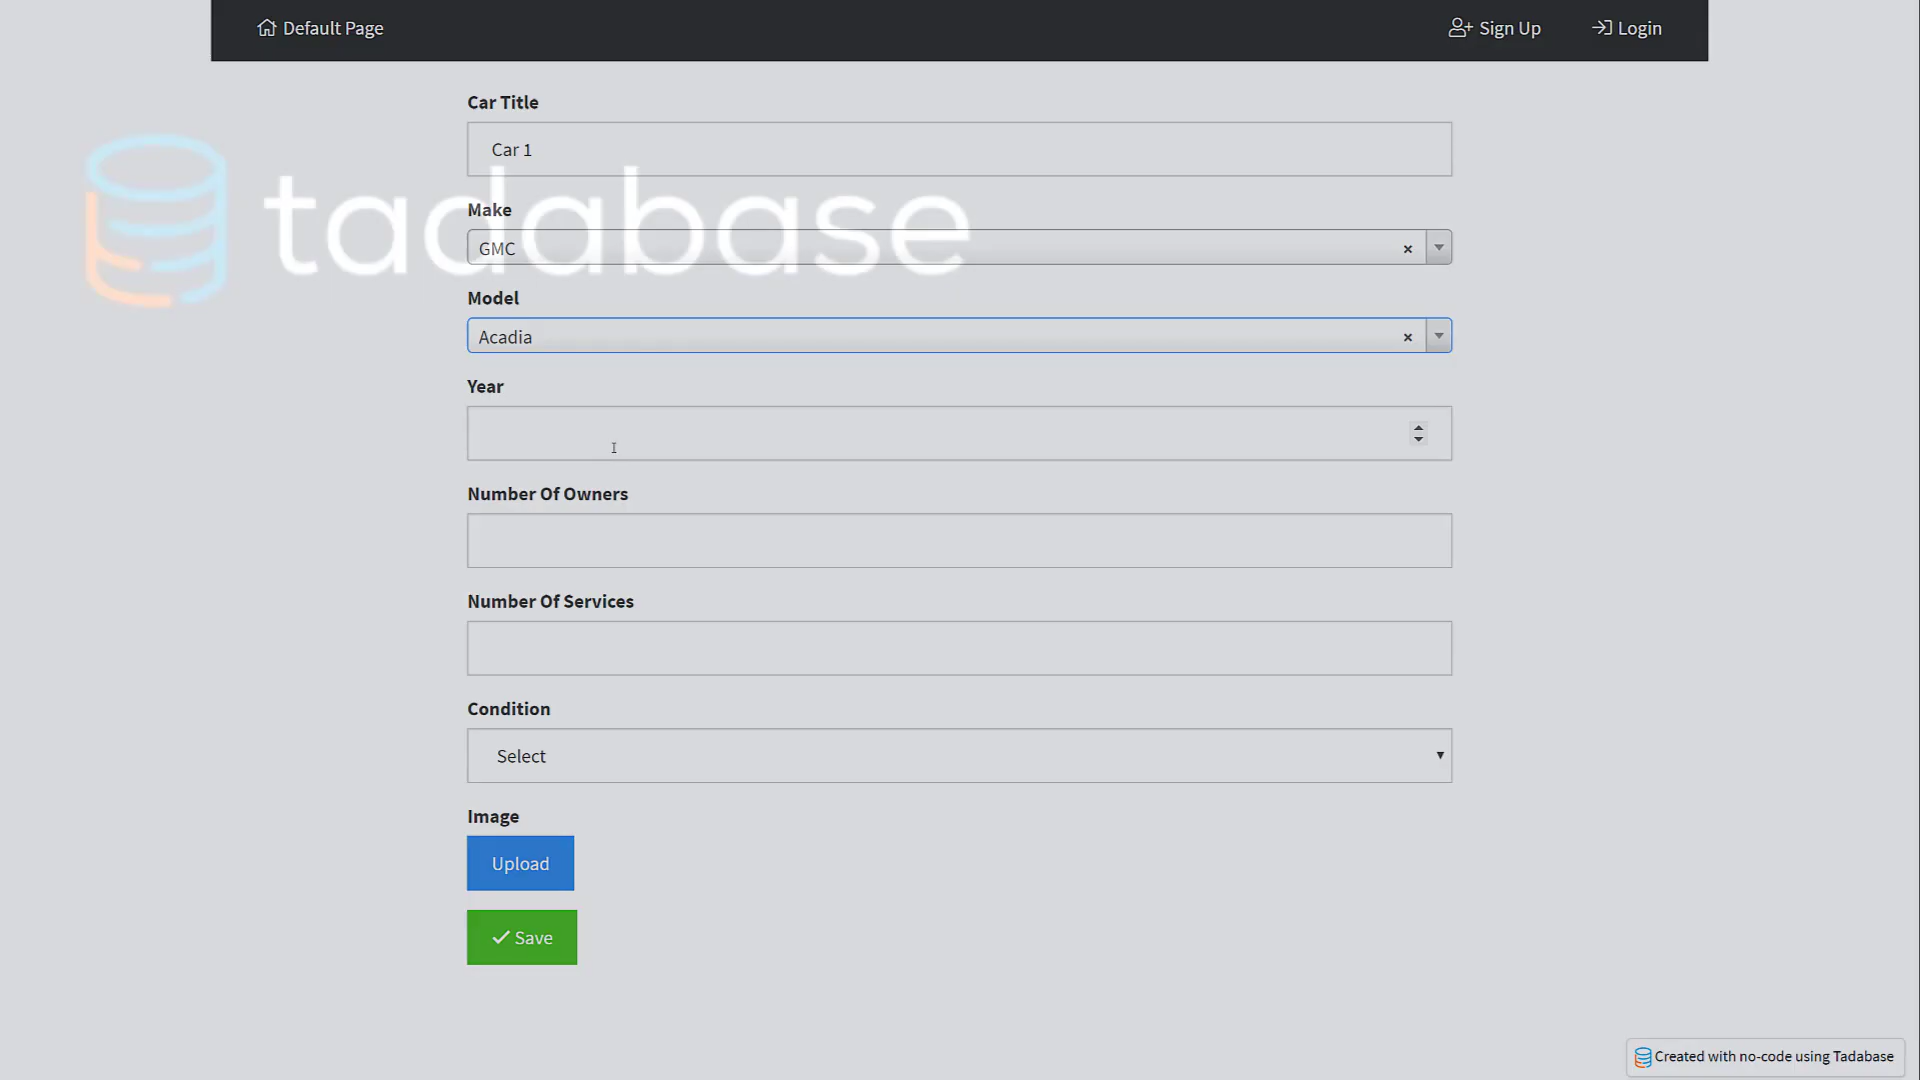 Default Page
Sign Up
Login
Car Title
Car 1
tadabase
Make
GMC
×
Model
Acadia
×
Year
Number Of Owners
Number Of Services
Condition
Select
Image
Upload
Save
Created with no-code using Tadabase